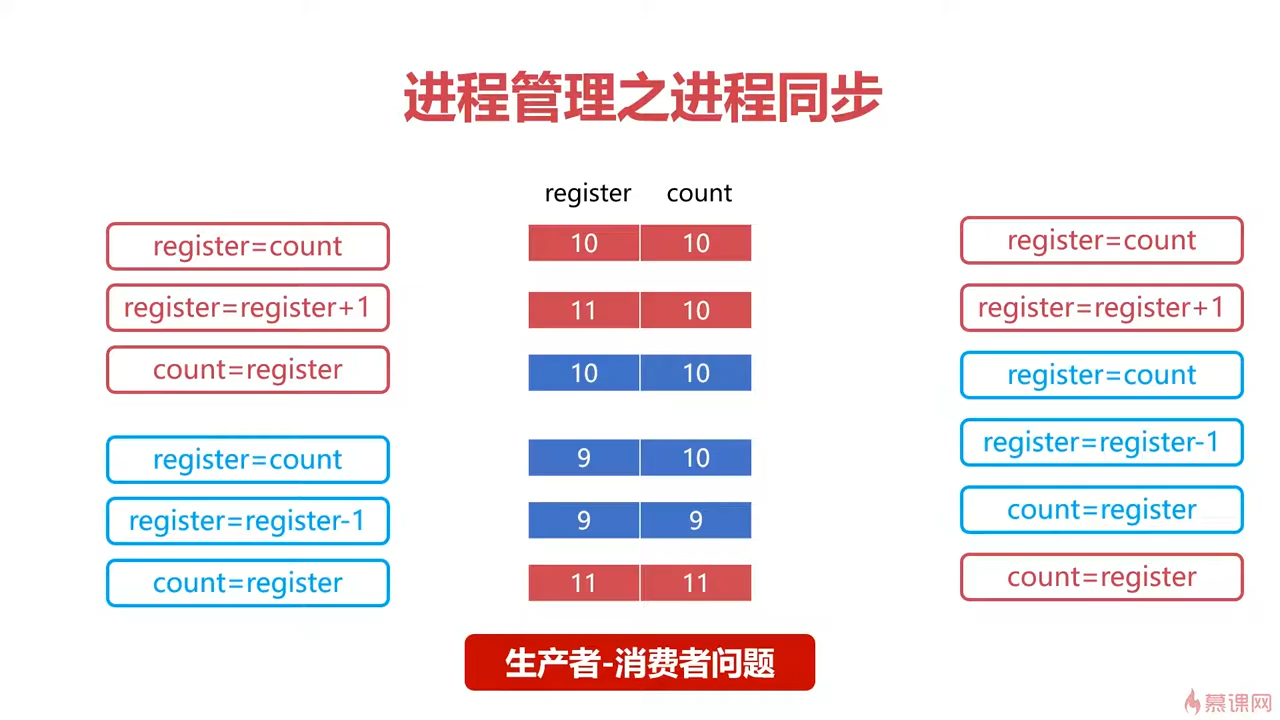 进程管理之进程同步
register count
register=count
register=register+1
count=register
register=count
register=register-1
count=register
10 10
11 10
10 10
9 10
9 9
11 11
register=count
register=register+1
register=count
register=register-1
count=register
count=register
生产者-消费者问题
慕课网